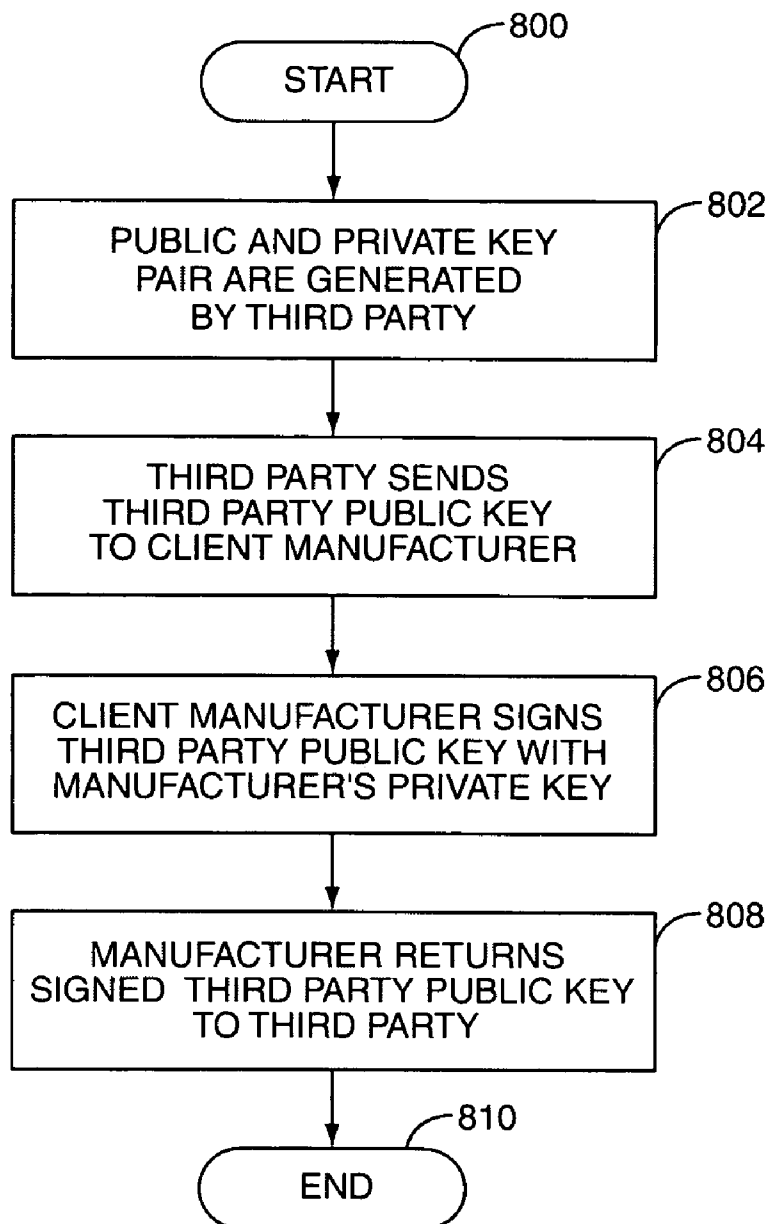 800
START
802
PUBLIC AND PRIVATE KEY
PAIR ARE GENERATED
BY THIRD PARTY
804
THIRD PARTY SENDS
THIRD PARTY PUBLIC KEY
TO CLIENT MANUFACTURER
806
CLIENT MANUFACTURER SIGNS
THIRD PARTY PUBLIC KEY WITH
MANUFACTURER'S PRIVATE KEY
808
MANUFACTURER RETURNS
SIGNED THIRD PARTY PUBLIC KEY
TO THIRD PARTY
810
END